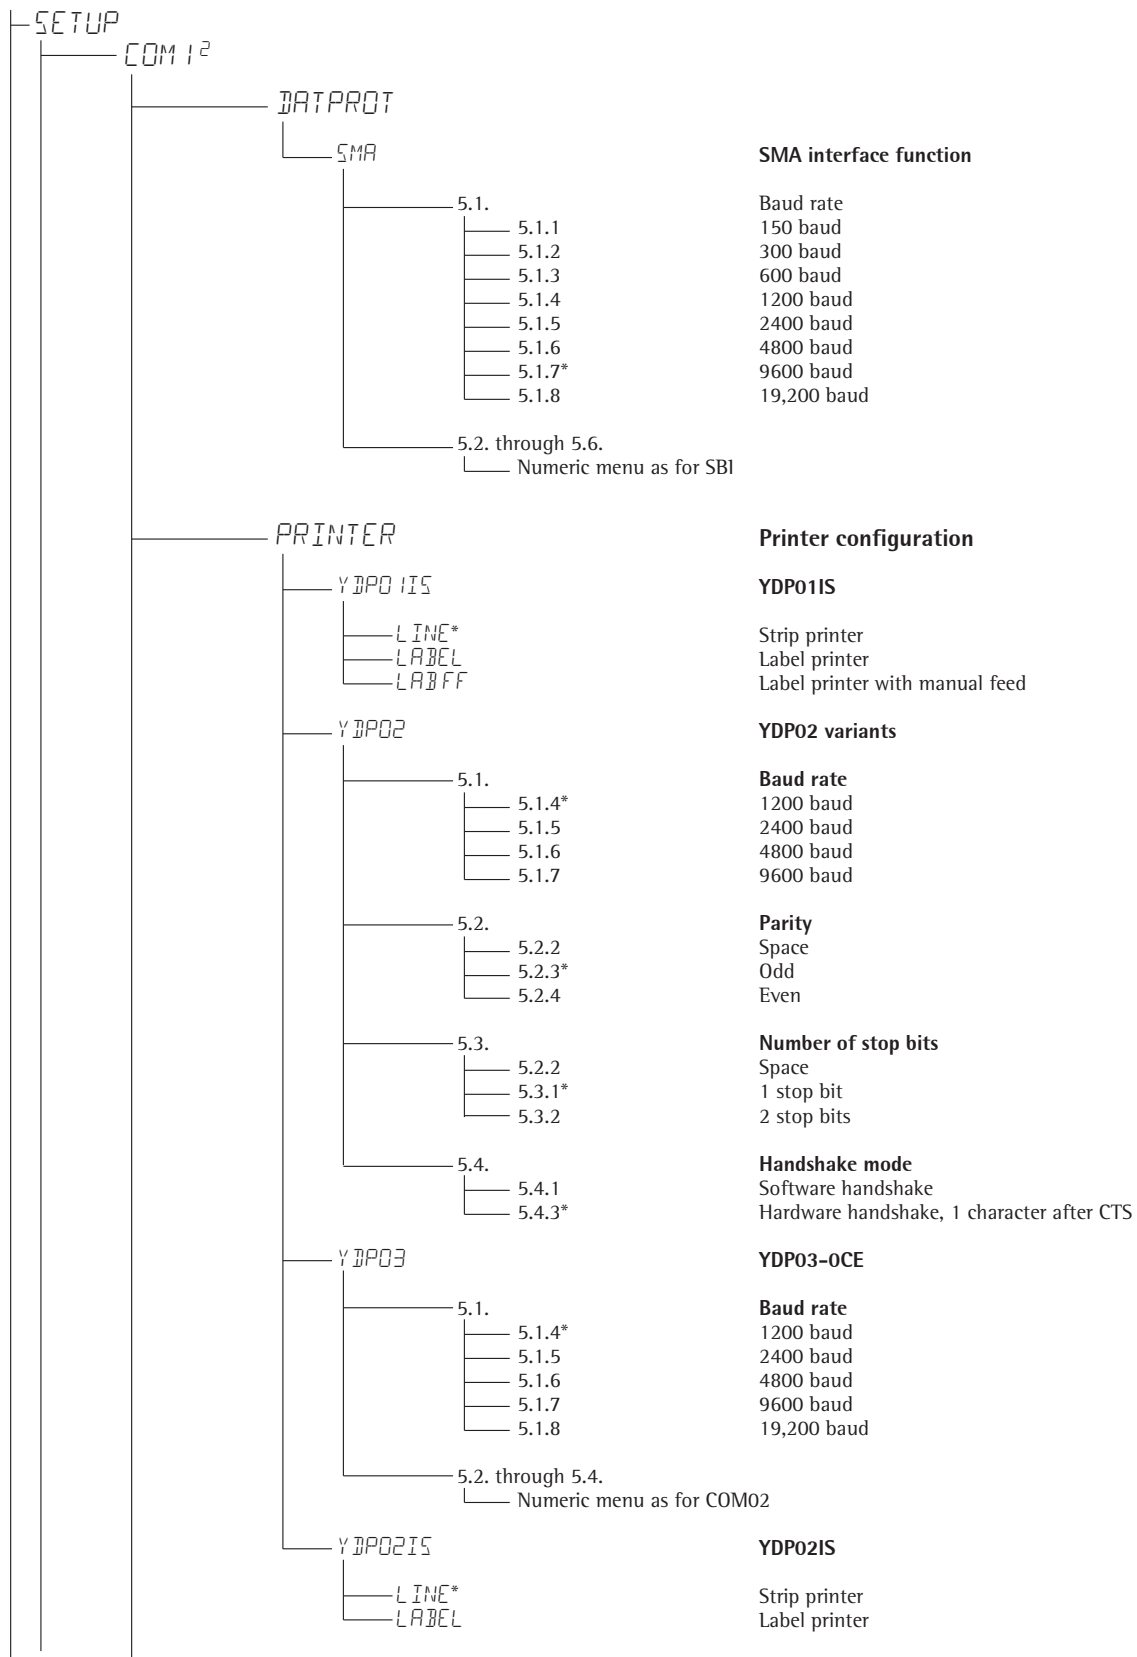 SETUP
COM 1 2
DATPROT
SMA SMA interface function
5.1. Baud rate
5.1.1 150 baud
5.1.2 300 baud
5.1.3 600 baud
5.1.4 1200 baud
5.1.5 2400 baud
5.1.6 4800 baud
5.1.7* 9600 baud
5.1.8 19,200 baud
5.2. through 5.6.
Numeric menu as for SBI
PRINTER Printer configuration
YDP01IS YDP01IS
LINE* Strip printer
LABEL Label printer
LABFF Label printer with manual feed
YDP02 YDP02 variants
5.1. Baud rate
5.1.4* 1200 baud
5.1.5 2400 baud
5.1.6 4800 baud
5.1.7 9600 baud
5.2. Parity
5.2.2 Space
5.2.3* Odd
5.2.4 Even
5.3. Number of stop bits
5.2.2 Space
5.3.1* 1 stop bit
5.3.2 2 stop bits
5.4. Handshake mode
5.4.1 Software handshake
5.4.3* Hardware handshake, 1 character after CTS
YDP03 YDP03-0CE
5.1. Baud rate
5.1.4* 1200 baud
5.1.5 2400 baud
5.1.6 4800 baud
5.1.7 9600 baud
5.1.8 19,200 baud
5.2. through 5.4.
Numeric menu as for COM02
YDP02IS YDP02IS
LINE* Strip printer
LABEL Label printer